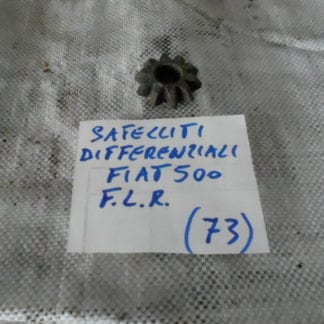 SATELLITI
DIFFERENZIALI
FIAT 500
F.L.R.
(73)